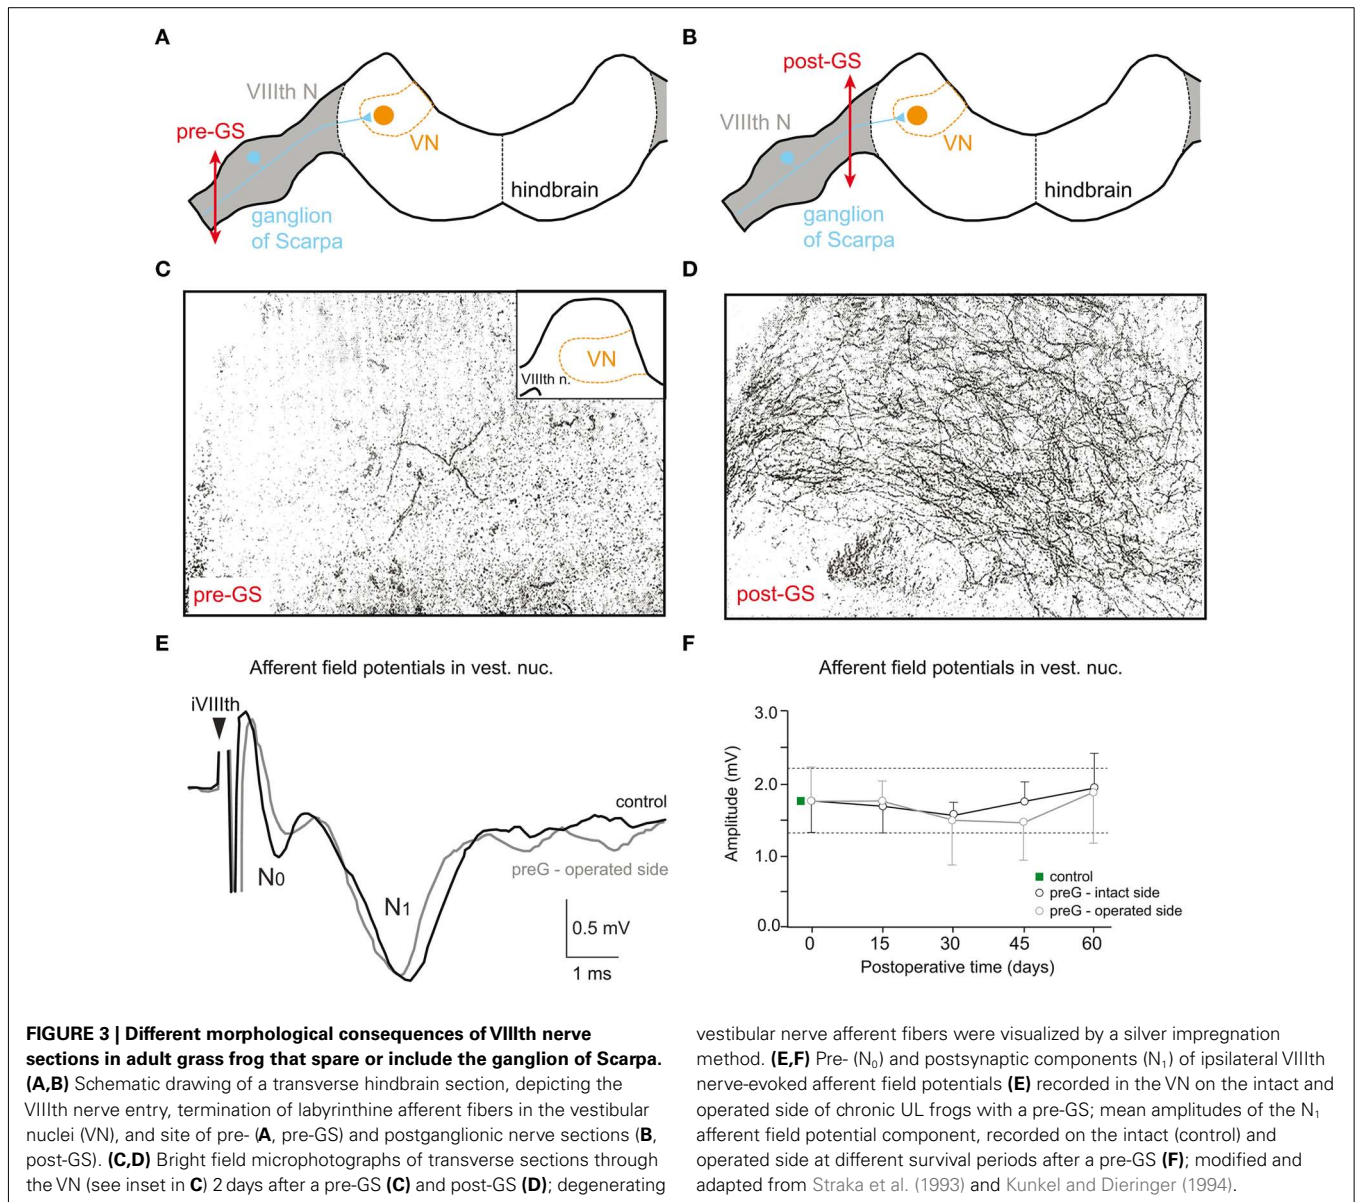 A
VIIIth N
pre-GS
VN
hindbrain
ganglion
of Scarpa
B
post-GS
VIIIth N
VN
hindbrain
ganglion
of Scarpa
C
VN
VIIIth n.
pre-GS
D
post-GS
E
Afferent field potentials in vest. nuc.
iVIIIth
control
N0
preG - operated side
N1
0.5 mV
1 ms
F
Afferent field potentials in vest. nuc.
3.0
2.0
1.0
0.0
Amplitude (mV)
control
preG - intact side
preG - operated side
0 15 30 45 60
Postoperative time (days)
FIGURE 3 | Different morphological consequences of VIIIth nerve
sections in adult grass frog that spare or include the ganglion of Scarpa.
(A,B) Schematic drawing of a transverse hindbrain section, depicting the
VIIIth nerve entry, termination of labyrinthine afferent fibers in the vestibular
nuclei (VN), and site of pre- (A, pre-GS) and postganglionic nerve sections (B,
post-GS). (C,D) Bright field microphotographs of transverse sections through
the VN (see inset in C) 2 days after a pre-GS (C) and post-GS (D); degenerating
vestibular nerve afferent fibers were visualized by a silver impregnation
method. (E,F) Pre- (N0) and postsynaptic components (N1) of ipsilateral VIIIth
nerve-evoked afferent field potentials (E) recorded in the VN on the intact and
operated side of chronic UL frogs with a pre-GS; mean amplitudes of the N1
afferent field potential component, recorded on the intact (control) and
operated side at different survival periods after a pre-GS (F); modified and
adapted from Straka et al. (1993) and Kunkel and Dieringer (1994).